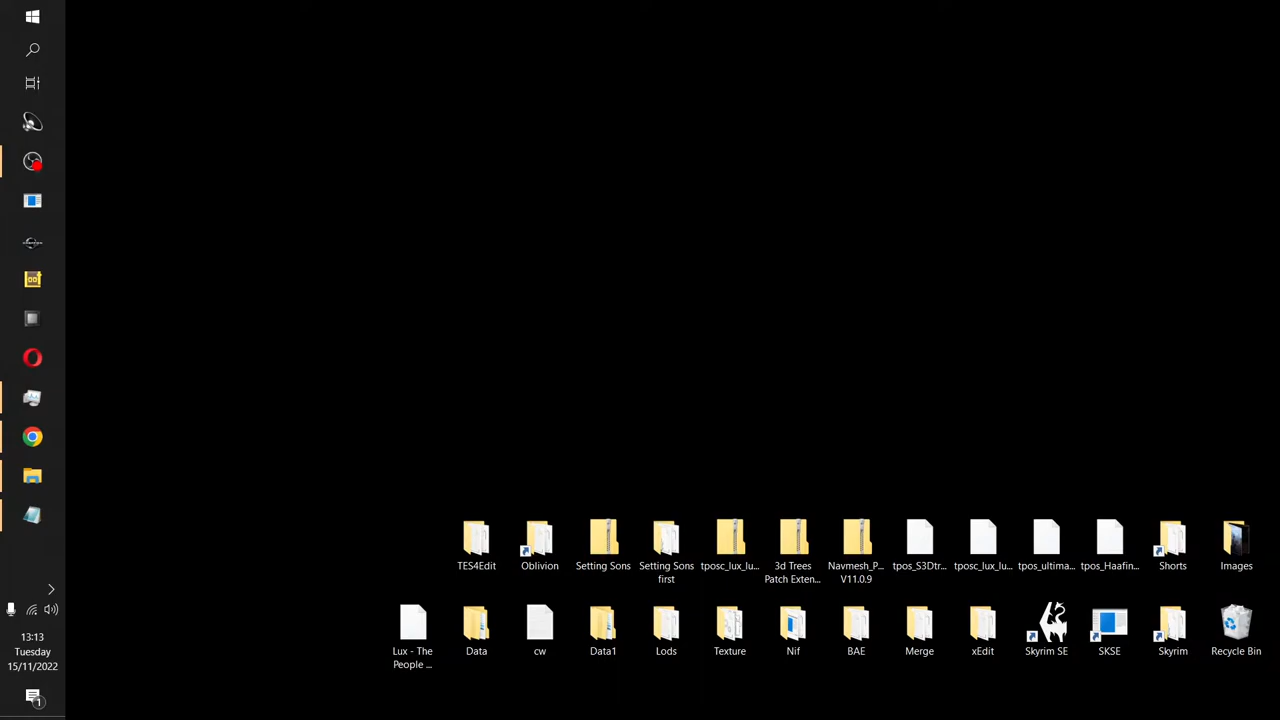 TES4Edit
Oblivion
Setting Sons
Setting Sons
first
tposc_lux_lu...
3d Trees
Patch Exten...
Navmesh_P...
V11.0.9
tpos_S3Dtr...
tposc_lux_lu...
tpos_ultima...
tpos_Haafin...
Shorts
Images
Lux - The
People ...
Data
cw
Data1
Lods
Texture
Nif
BAE
Merge
xEdit
Skyrim SE
SKSE
Skyrim
Recycle Bin
13:13
Tuesday
15/11/2022
1